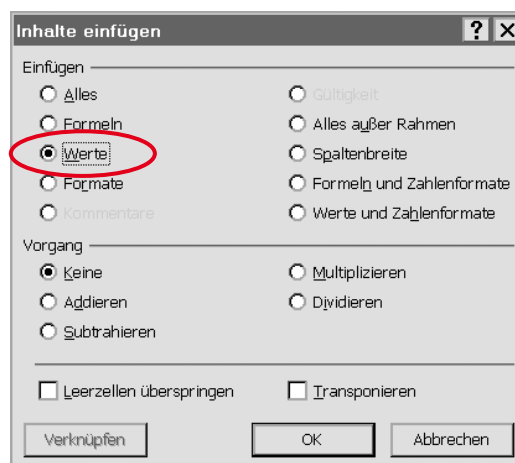 Inhalte einfügen
Einfügen
Alles
Gültigkeit
Formeln
Alles außer Rahmen
Werte
Spaltenbreite
Formate
Formeln und Zahlenformate
Kommentare
Werte und Zahlenformate
Vorgang
Keine
Multiplizieren
Addieren
Dividieren
Subtrahieren
Leerzellen überspringen
Transponieren
Verknüpfen
OK
Abbrechen